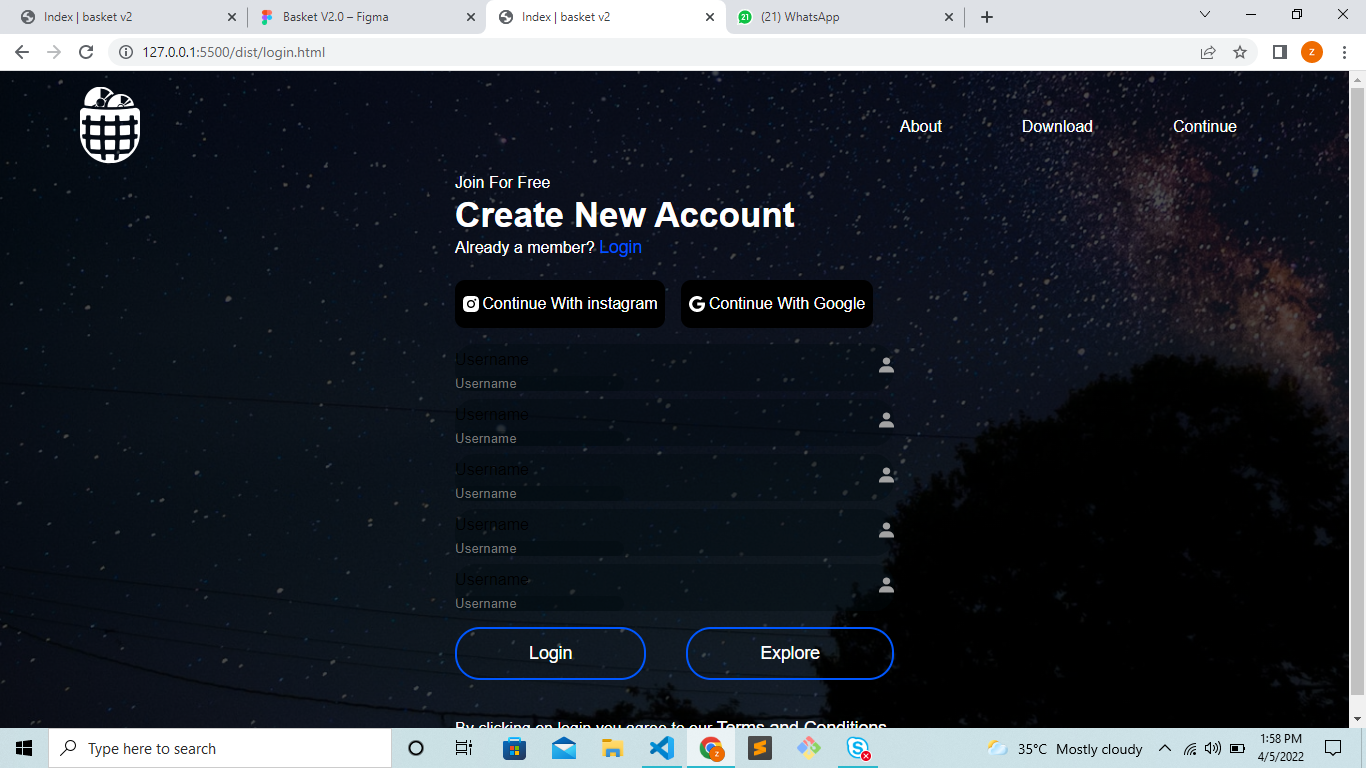 Index | basket v2
Basket V2.0 – Figma
Index | basket v2
21
(21) WhatsApp
127.0.0.1:5500/dist/login.html
z
About
Download
Continue
Join For Free
Create New Account
Already a member? Login
Continue With instagram
Continue With Google
Username
Username
Username
Username
Username
Username
Username
Username
Username
Username
Login
Explore
By clicking on login you agree to our Terms and Conditions
Type here to search
z
35°C Mostly cloudy
1:58 PM
4/5/2022